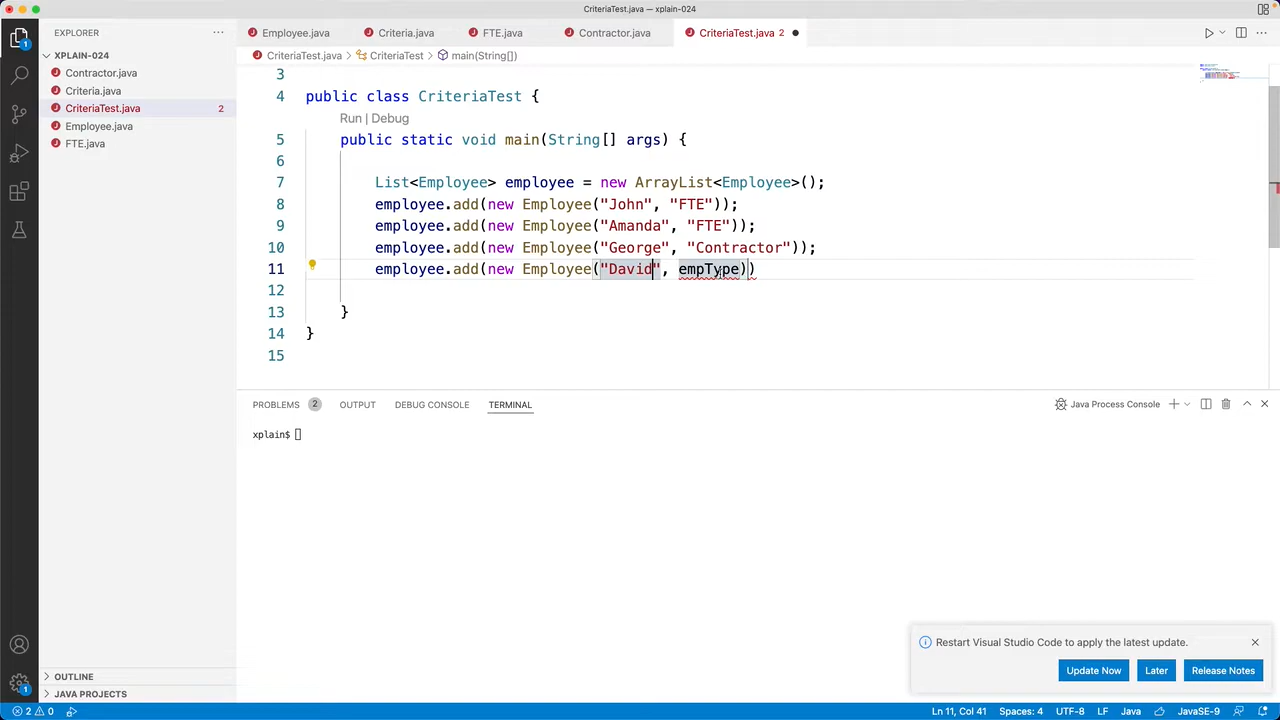 CriteriaTest.java — xplain-024
EXPLORER
XPLAIN-024
Contractor.java
Criteria.java
CriteriaTest.java 2
Employee.java
FTE.java
OUTLINE
JAVA PROJECTS
Employee.java Criteria.java FTE.java Contractor.java CriteriaTest.java 2
CriteriaTest.java > CriteriaTest > main(String[])
3
4 public class CriteriaTest {
Run | Debug
5 public static void main(String[] args) {
6
7 List<Employee> employee = new ArrayList<Employee>();
8 employee.add(new Employee("John", "FTE"));
9 employee.add(new Employee("Amanda", "FTE"));
10 employee.add(new Employee("George", "Contractor"));
11 employee.add(new Employee("David", empType))
12
13 }
14 }
15
PROBLEMS 2 OUTPUT DEBUG CONSOLE TERMINAL Java Process Console
xplain$
Restart Visual Studio Code to apply the latest update.
Update Now Later Release Notes
1
1
2 0 Ln 11, Col 41 Spaces: 4 UTF-8 LF Java JavaSE-9